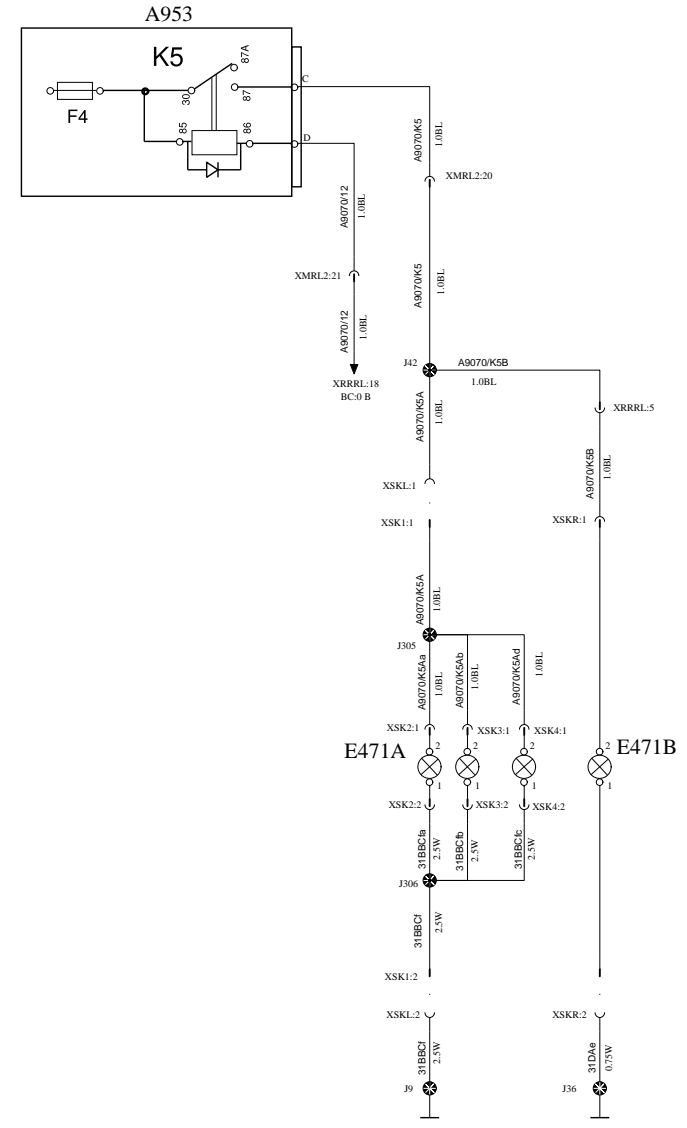 A953
K5
87A
F4
30
87
C
85
86
D
A9070/K5
1.0BL
XMRL2:20
A9070/12
1.0BL
XMRL2:21
A9070/K5
1.0BL
A9070/12
1.0BL
XRRRL:18
BC:0 B
J42
A9070/K5B
1.0BL
A9070/K5A
1.0BL
XRRRL:5
A9070/K5B
1.0BL
XSKL:1
XSK1:1
XSKR:1
A9070/K5A
1.0BL
J305
A9070/K5Aa
1.0BL
A9070/K5Ab
1.0BL
A9070/K5Ad
1.0BL
XSK2:1
XSK3:1
XSK4:1
E471A
2
2
2
2
E471B
1
1
1
1
XSK2:2
XSK3:2
XSK4:2
31BBCfa
2.5W
31BBCfb
2.5W
31BBCfc
2.5W
J306
31BBCf
2.5W
XSK1:2
XSKL:2
XSKR:2
31BBCf
2.5W
31DAe
0.75W
J9
J36